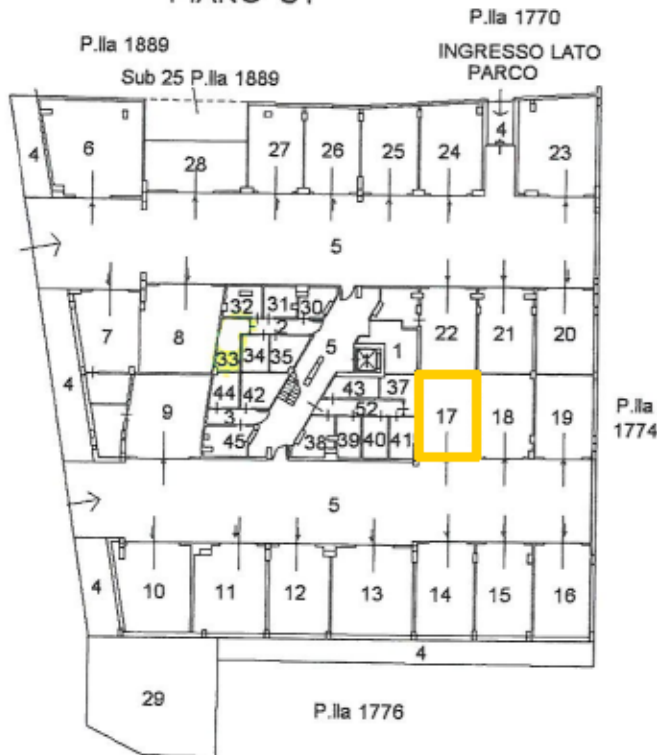 PIANO S1
P.lla 1770
P.lla 1889
INGRESSO LATO
PARCO
Sub 25 P.lla 1889
4
4 6 28 27 26 25 24 23
5
32 31 30
2
7 8 33 34 35 5 1 22 21 20
4
44 42 43 37
9 3 52 17 18 19
45 38 39 40 41
P.lla
1774
5
4 10 11 12 13 14 15 16
4
29
P.lla 1776